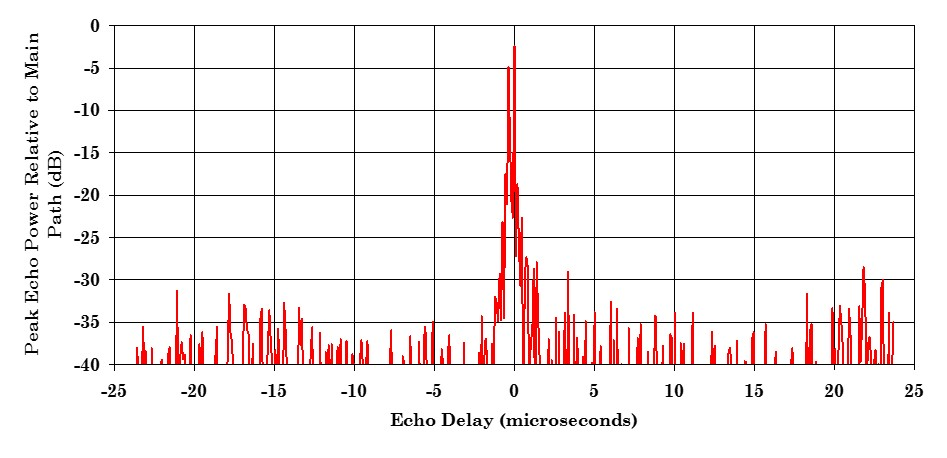 Peak Echo Power Relative to Main
Path (dB)
0
-5
-10
-15
-20
-25
-30
-35
-40
-25 -20 -15 -10 -5 0 5 10 15 20 25
Echo Delay (microseconds)